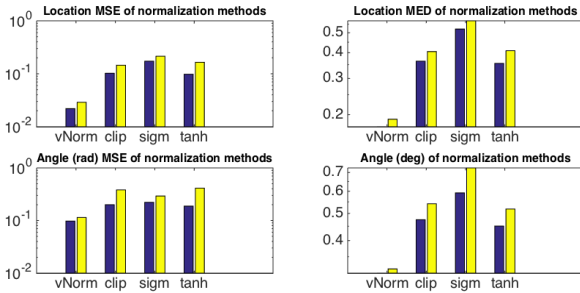 Location MSE of normalization methods
10^0
10^-1
10^-2
vNorm clip sigm tanh
Location MED of normalization methods
0.5
0.4
0.3
0.2
vNorm clip sigm tanh
Angle (rad) MSE of normalization methods
10^0
10^-1
10^-2
vNorm clip sigm tanh
Angle (deg) of normalization methods
0.7
0.6
0.5
0.4
vNorm clip sigm tanh